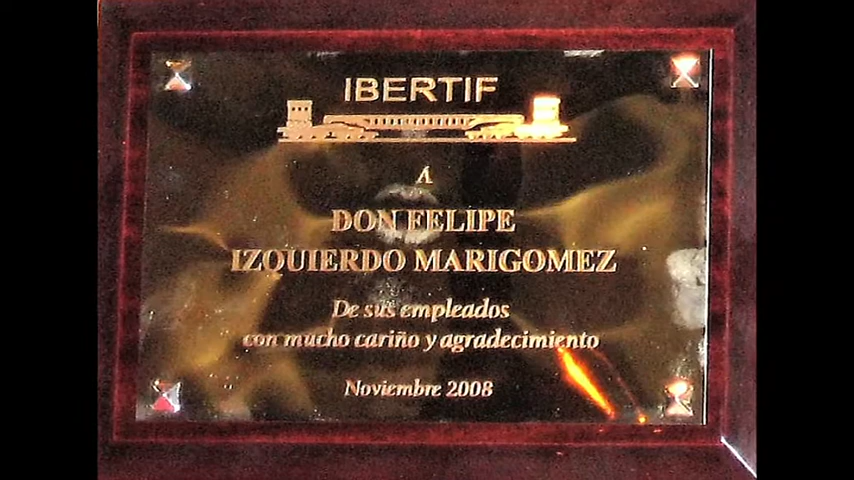 IBERTIF
Á
DON FELIPE
IZQUIERDO MARIGOMEZ
De sus empleados
con mucho cariño y agradecimiento
Noviembre 2008